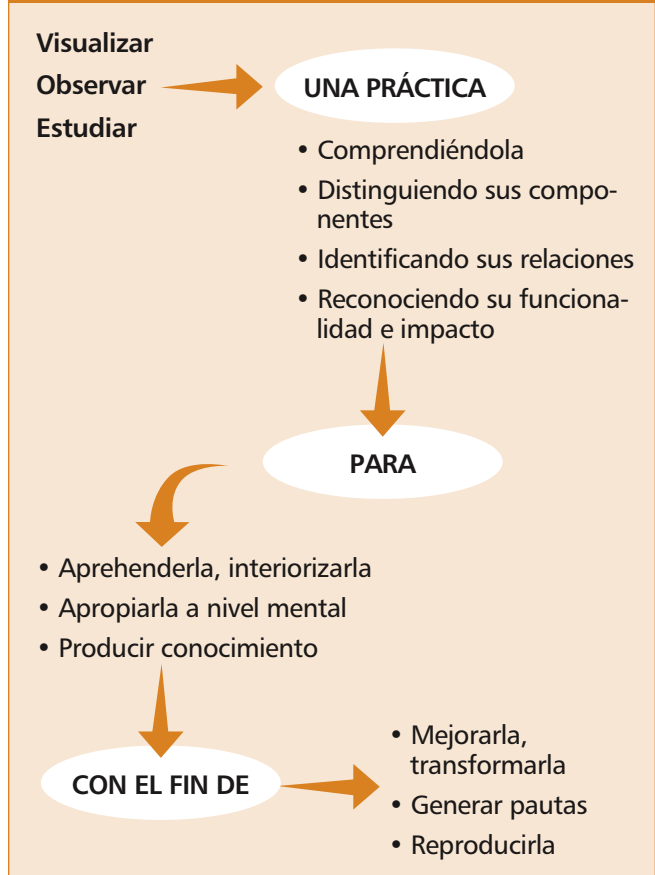 Visualizar
Observar
Estudiar
UNA PRÁCTICA
• Comprendiéndola
• Distinguiendo sus compo-
nentes
• Identificando sus relaciones
• Reconociendo su funciona-
lidad e impacto
PARA
• Aprehenderla, interiorizarla
• Apropiarla a nivel mental
• Producir conocimiento
CON EL FIN DE
• Mejorarla,
transformarla
• Generar pautas
• Reproducirla